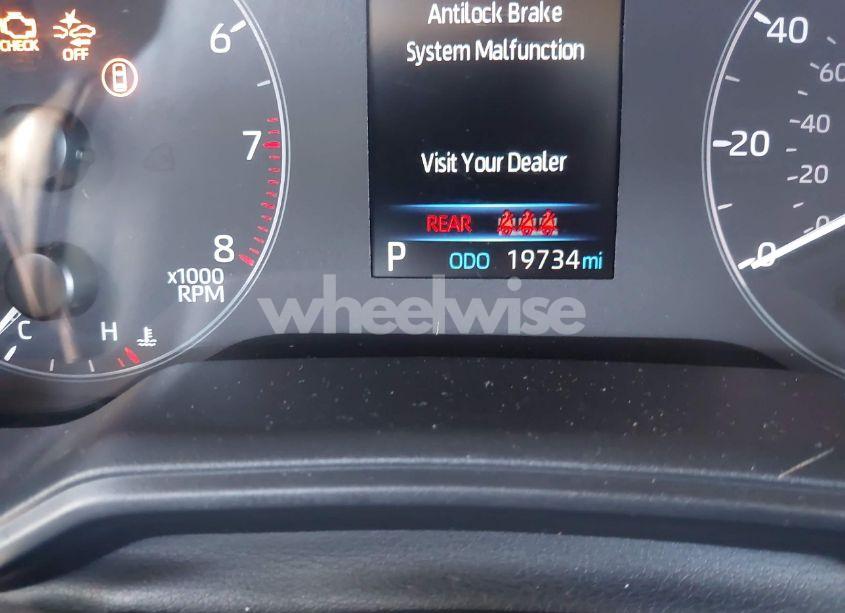 Antilock Brake
System Malfunction
Visit Your Dealer
REAR
P ODO 19734 mi
CHECK
OFF
6
7
8
x1000
RPM
C H
40
20
0
60
40
20
0
wheelwise